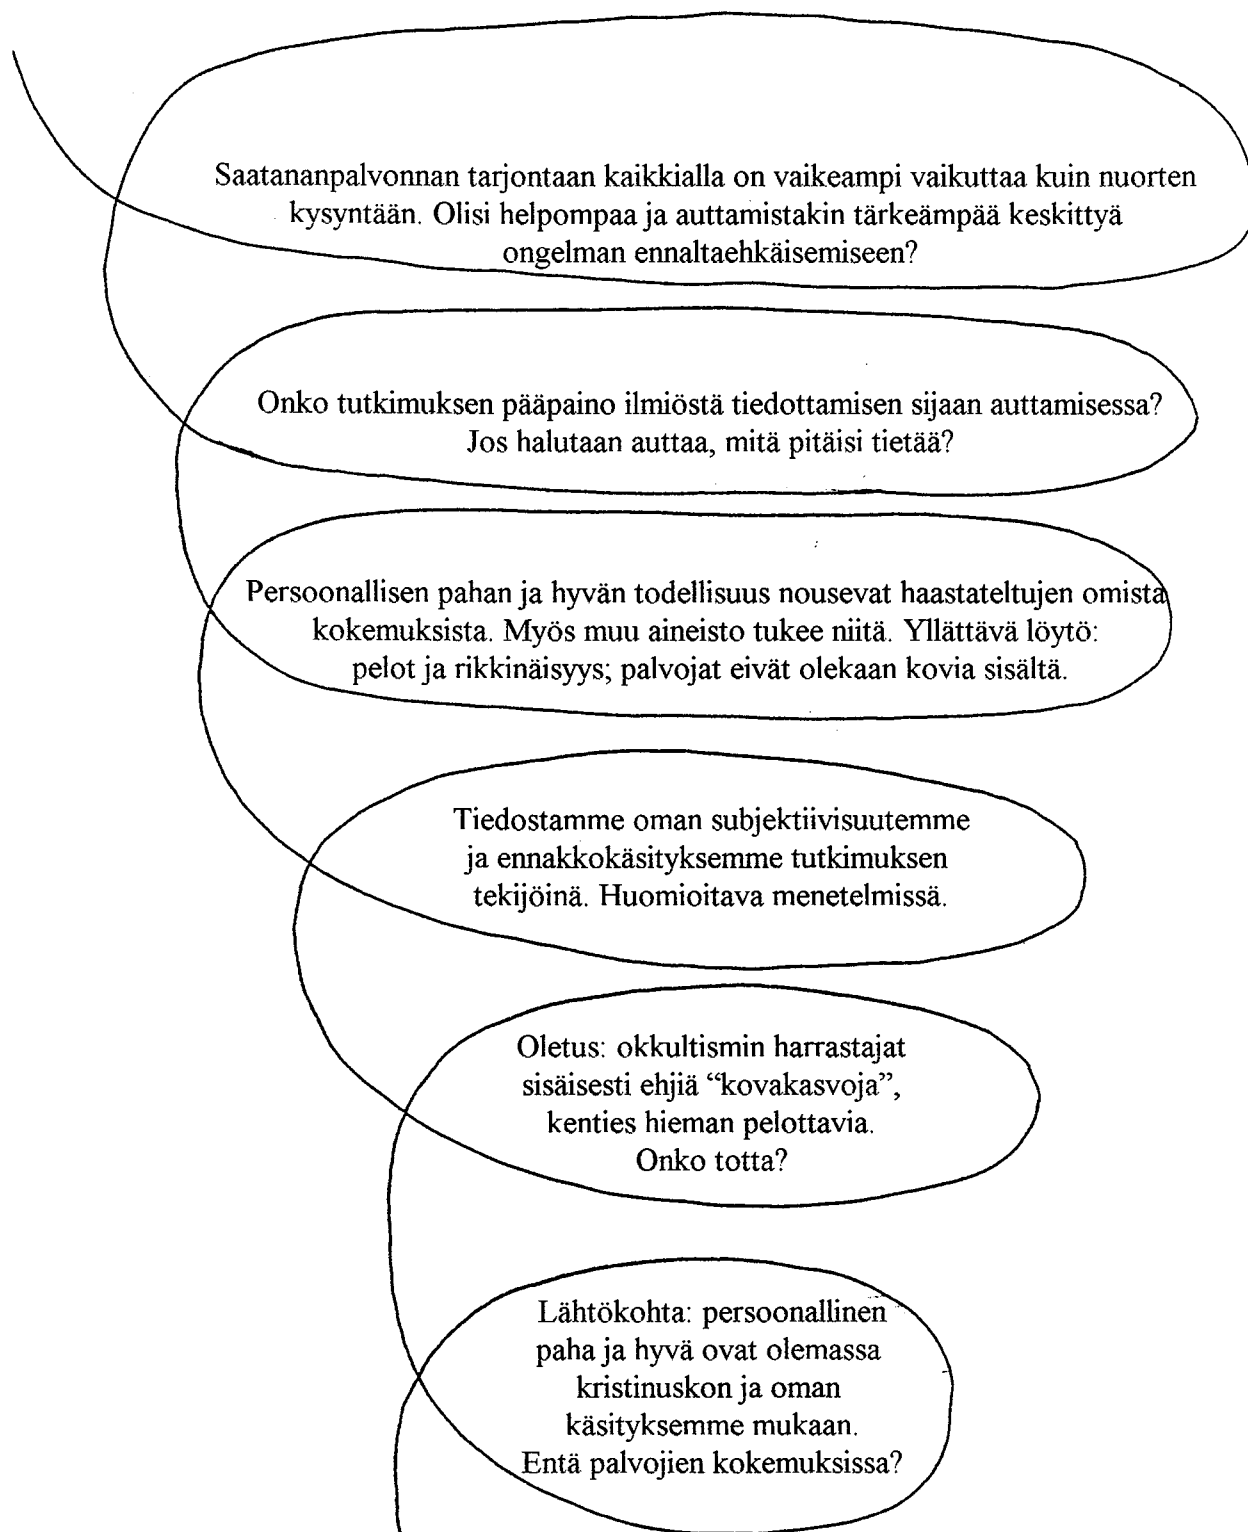 Saatananpalvonnan tarjontaan kaikkialla on vaikeampi vaikuttaa kuin nuorten
kysyntään. Olisi helpompaa ja auttamistakin tärkeämpää keskittyä
ongelman ennaltaehkäisemiseen?
Onko tutkimuksen pääpaino ilmiöstä tiedottamisen sijaan auttamisessa?
Jos halutaan auttaa, mitä pitäisi tietää?
Persoonallisen pahan ja hyvän todellisuus nousevat haastateltujen omista
kokemuksista. Myös muu aineisto tukee niitä. Yllättävä löytö:
pelot ja rikkinäisyys; palvojat eivät olekaan kovia sisältä.
Tiedostamme oman subjektiivisuutemme
ja ennakkokäsityksemme tutkimuksen
tekijöinä. Huomioitava menetelmissä.
Oletus: okkultismin harrastajat
sisäisesti ehjiä “kovakasvoja”,
kenties hieman pelottavia.
Onko totta?
Lähtökohta: persoonallinen
paha ja hyvä ovat olemassa
kristinuskon ja oman
käsityksemme mukaan.
Entä palvojien kokemuksissa?